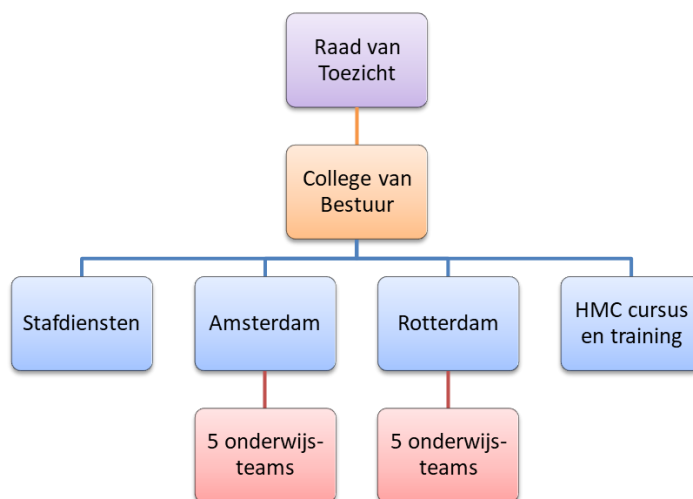 Raad van
Toezicht
College van
Bestuur
Stafdiensten
Amsterdam
Rotterdam
HMC cursus
en training
5 onderwijs-
teams
5 onderwijs-
teams